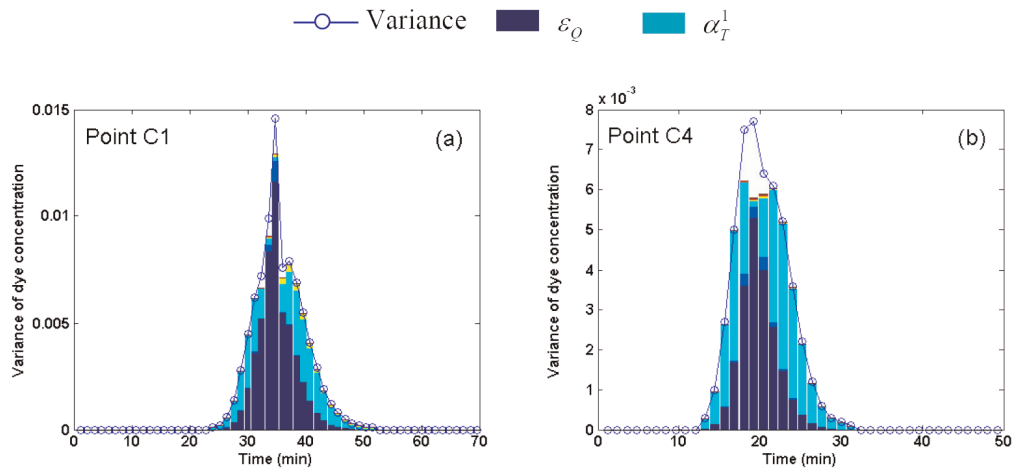 Variance ε_Q α_T^1
Point C1 (a)
Variance of dye concentration
0.015
0.01
0.005
0
0 10 20 30 40 50 60 70
Time (min)
x 10^-3
Point C4 (b)
Variance of dye concentration
8
7
6
5
4
3
2
1
0
0 10 20 30 40 50
Time (min)